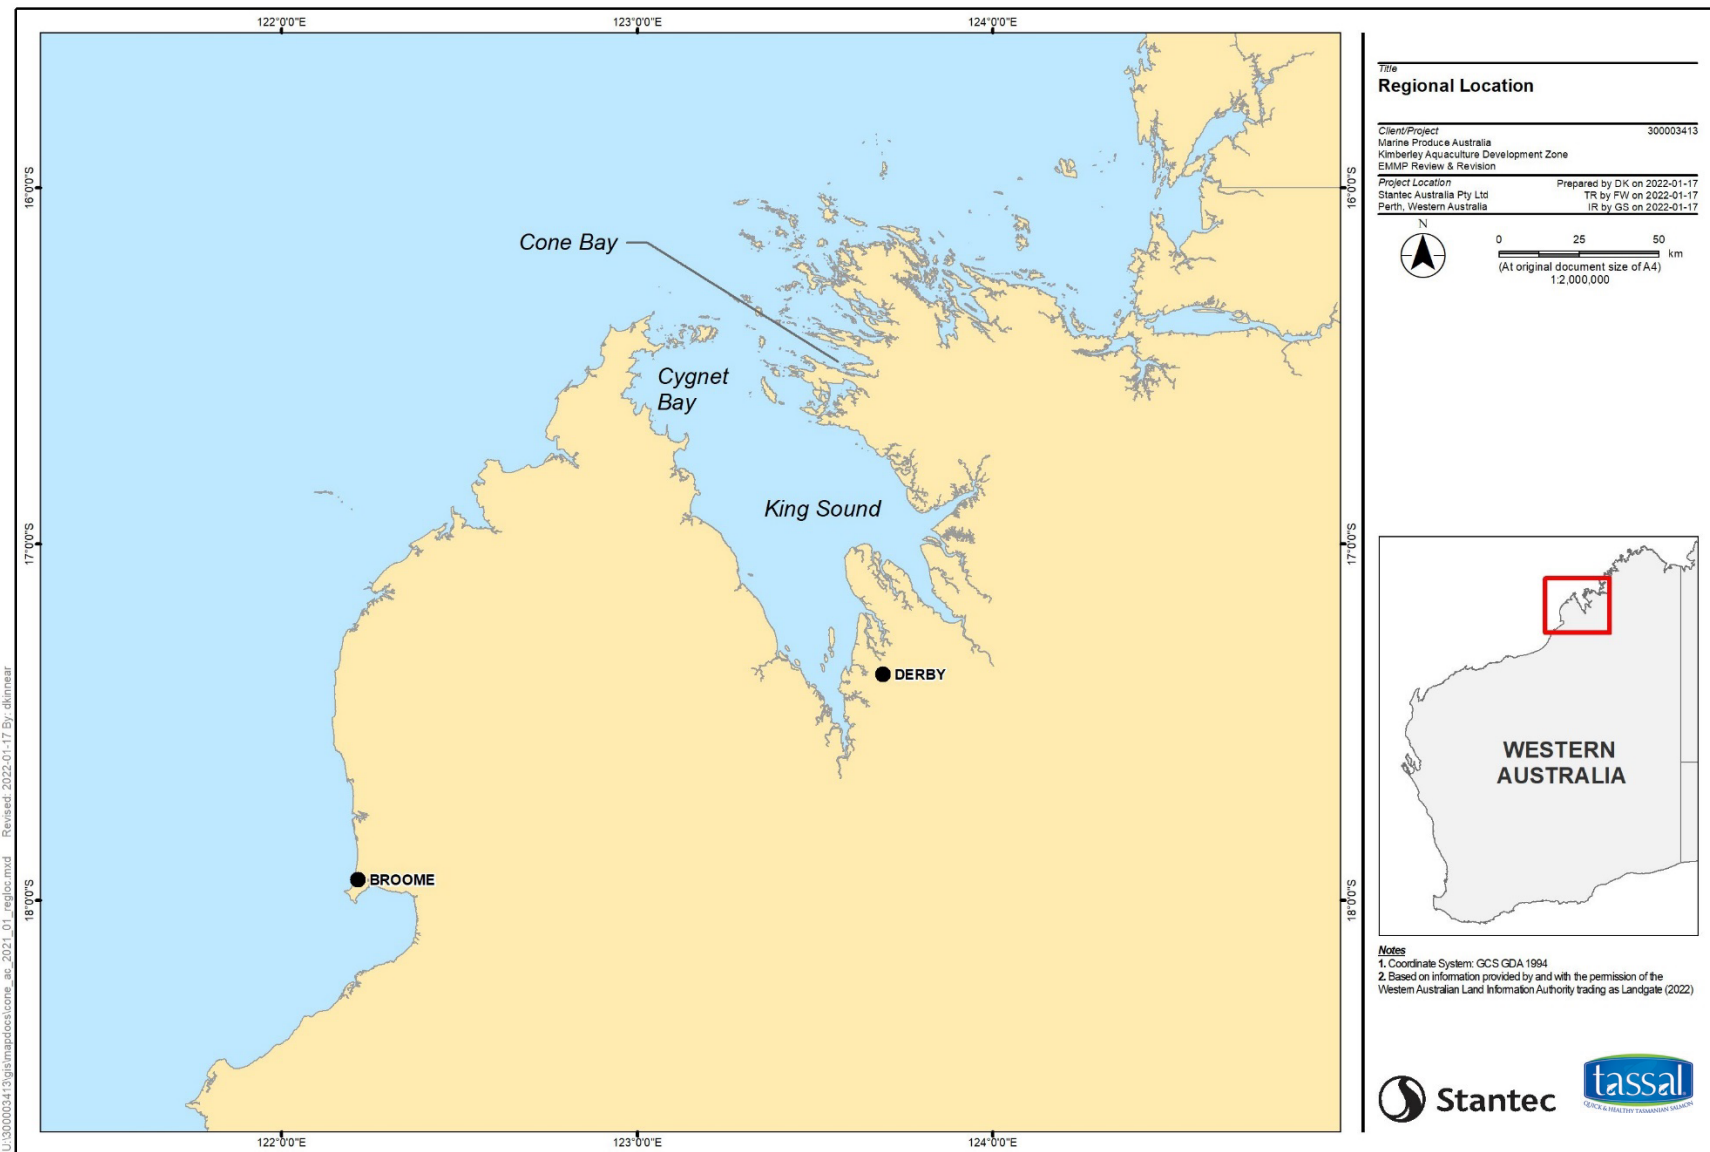 122°0'0"E
123°0'0"E
124°0'0"E
16°0'0"S
16°0'0"S
Cone Bay
Cygnet
Bay
King Sound
17°0'0"S
17°0'0"S
DERBY
BROOME
18°0'0"S
18°0'0"S
122°0'0"E
123°0'0"E
124°0'0"E
U:\300003413\gis\mapdocs\cone_ac_2021_01_regloc.mxd Revised: 2022-01-17 By: dkinnear
Title
Regional Location
Client/Project 300003413
Marine Produce Australia
Kimberley Aquaculture Development Zone
EMMP Review & Revision
Project Location Prepared by DK on 2022-01-17
Stantec Australia Pty Ltd TR by FW on 2022-01-17
Perth, Western Australia IR by GS on 2022-01-17
N
0 25 50
km
(At original document size of A4)
1:2,000,000
WESTERN
AUSTRALIA
Notes
1. Coordinate System: GCS GDA 1994
2. Based on information provided by and with the permission of the
Western Australian Land Information Authority trading as Landgate (2022)
Stantec
tassal
QUICK & HEALTHY TASMANIAN SALMON